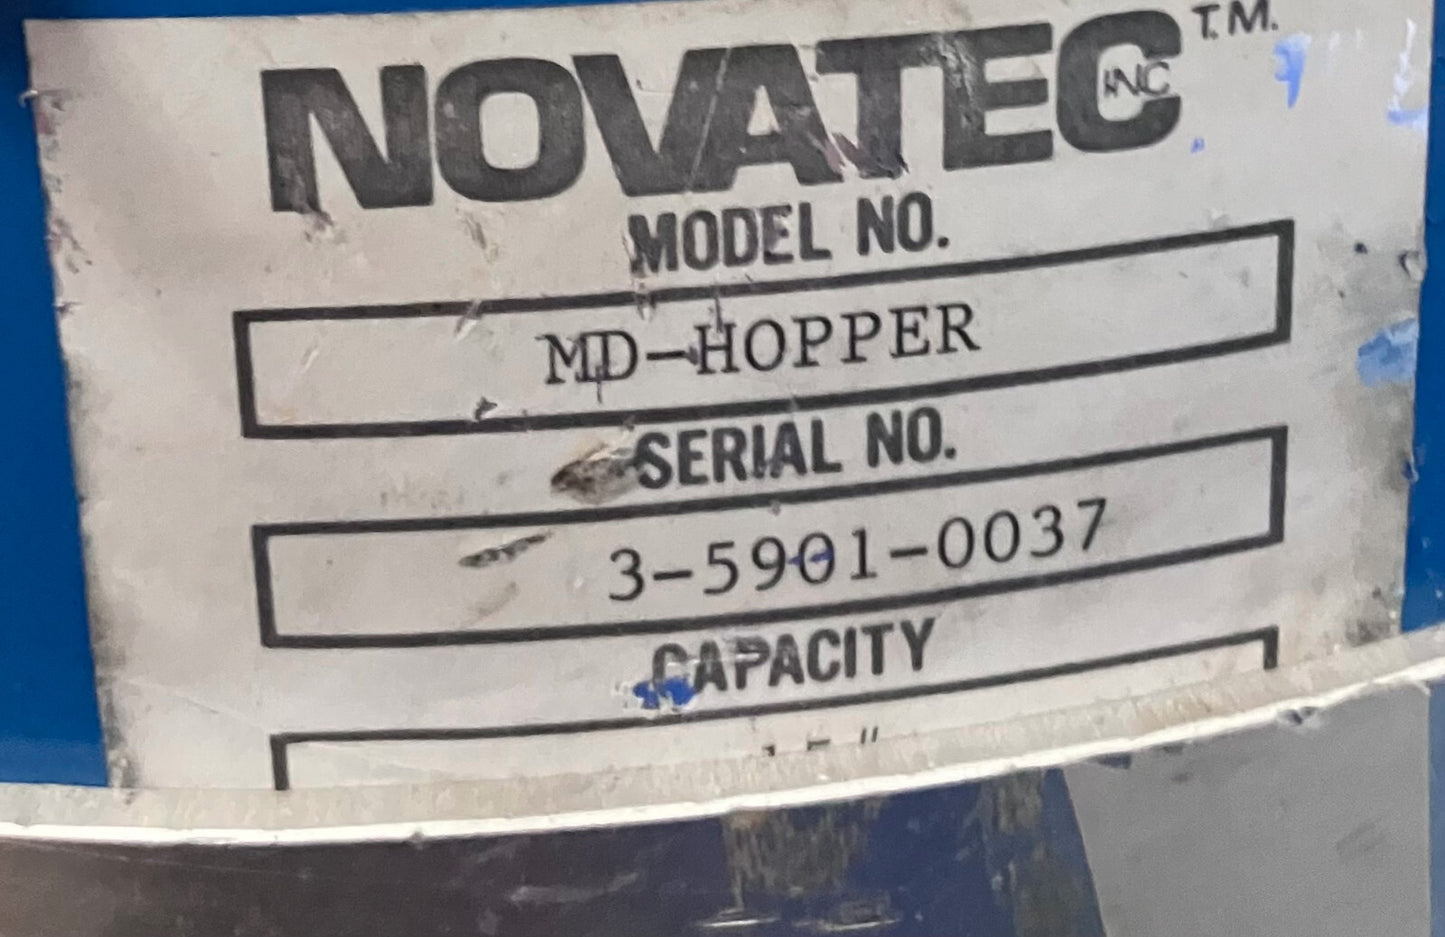 NOVATEC INC T.M.
MODEL NO.
MD-HOPPER
SERIAL NO.
3-5901-0037
CAPACITY